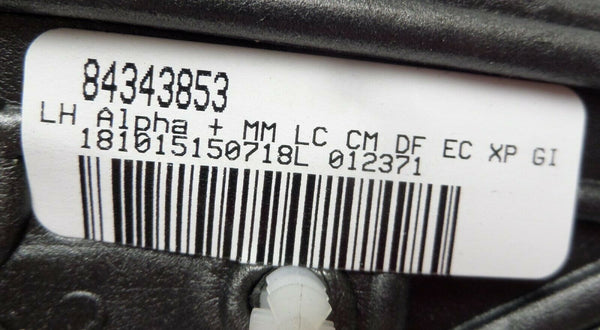 84343853
LH Alpha + MM LC CM DF EC XP GI
181015150718L 012371